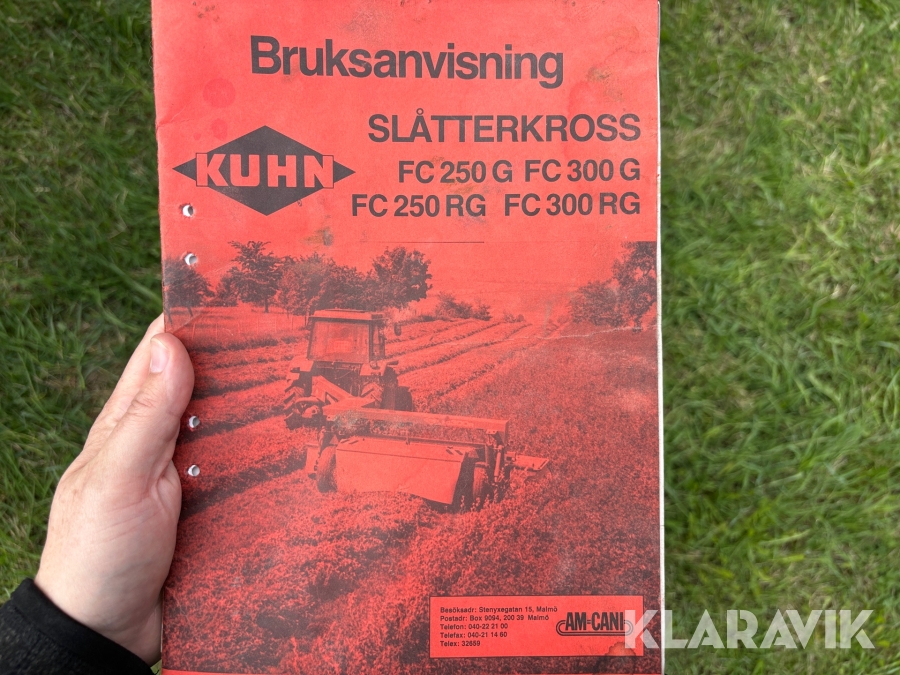 Bruksanvisning
KUHN
SLÅTTERKROSS
FC 250 G FC 300 G
FC 250 RG FC 300 RG
Besöksadr: Stenyxegatan 15, Malmö
Postadr: Box 9094, 200 39 Malmö
Telefon: 040-22 21 00
Telefax: 040-21 14 60
Telex: 32659
AM-CANI
KLARAVIK